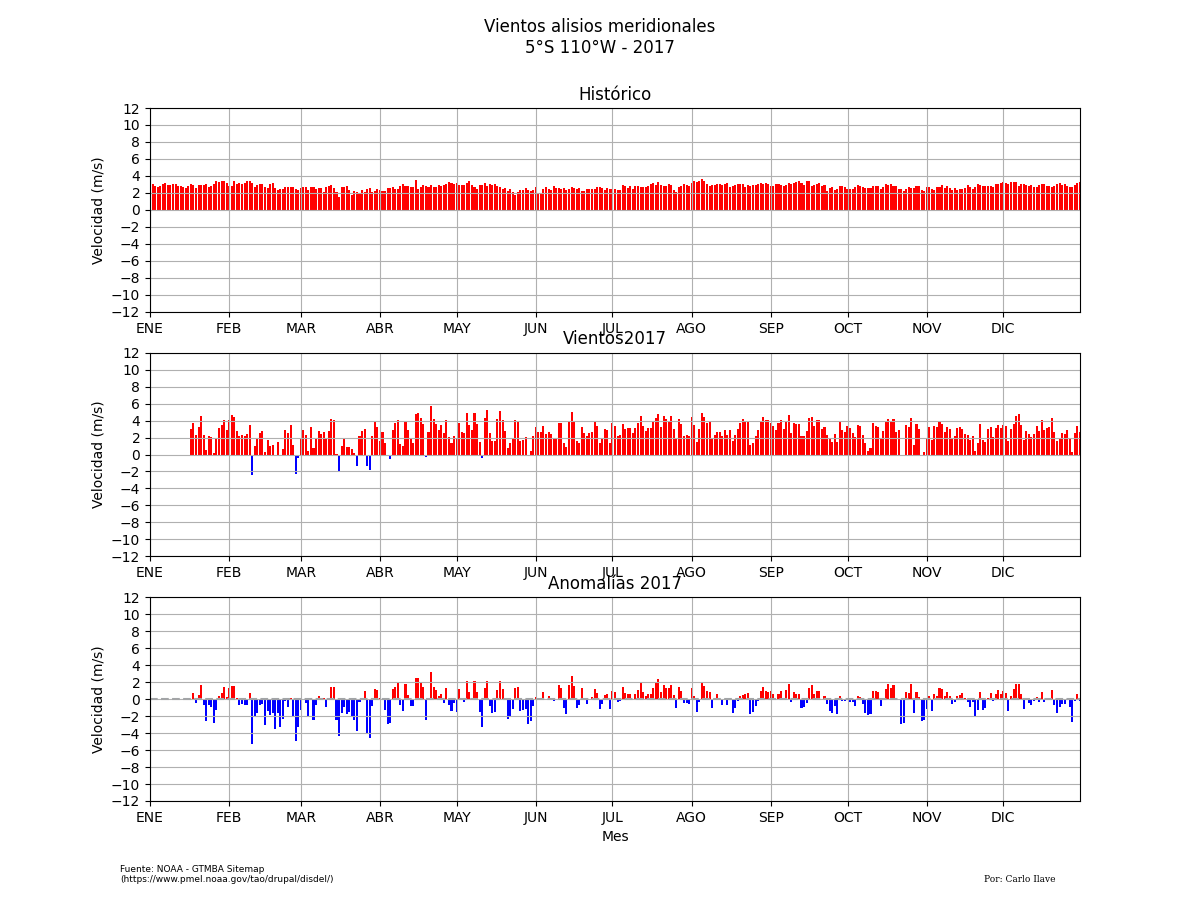 Vientos alisios meridionales
5°S 110°W - 2017
Histórico
12
10
8
6
4
2
0
−2
−4
−6
−8
−10
−12
Velocidad (m/s)
ENE FEB MAR ABR MAY JUN JUL AGO SEP OCT NOV DIC
Vientos2017
12
10
8
6
4
2
0
−2
−4
−6
−8
−10
−12
Velocidad (m/s)
ENE FEB MAR ABR MAY JUN JUL AGO SEP OCT NOV DIC
Anomalías 2017
12
10
8
6
4
2
0
−2
−4
−6
−8
−10
−12
Velocidad (m/s)
ENE FEB MAR ABR MAY JUN JUL AGO SEP OCT NOV DIC
Mes
Fuente: NOAA - GTMBA Sitemap
(https://www.pmel.noaa.gov/tao/drupal/disdel/)
Por: Carlo Ilave